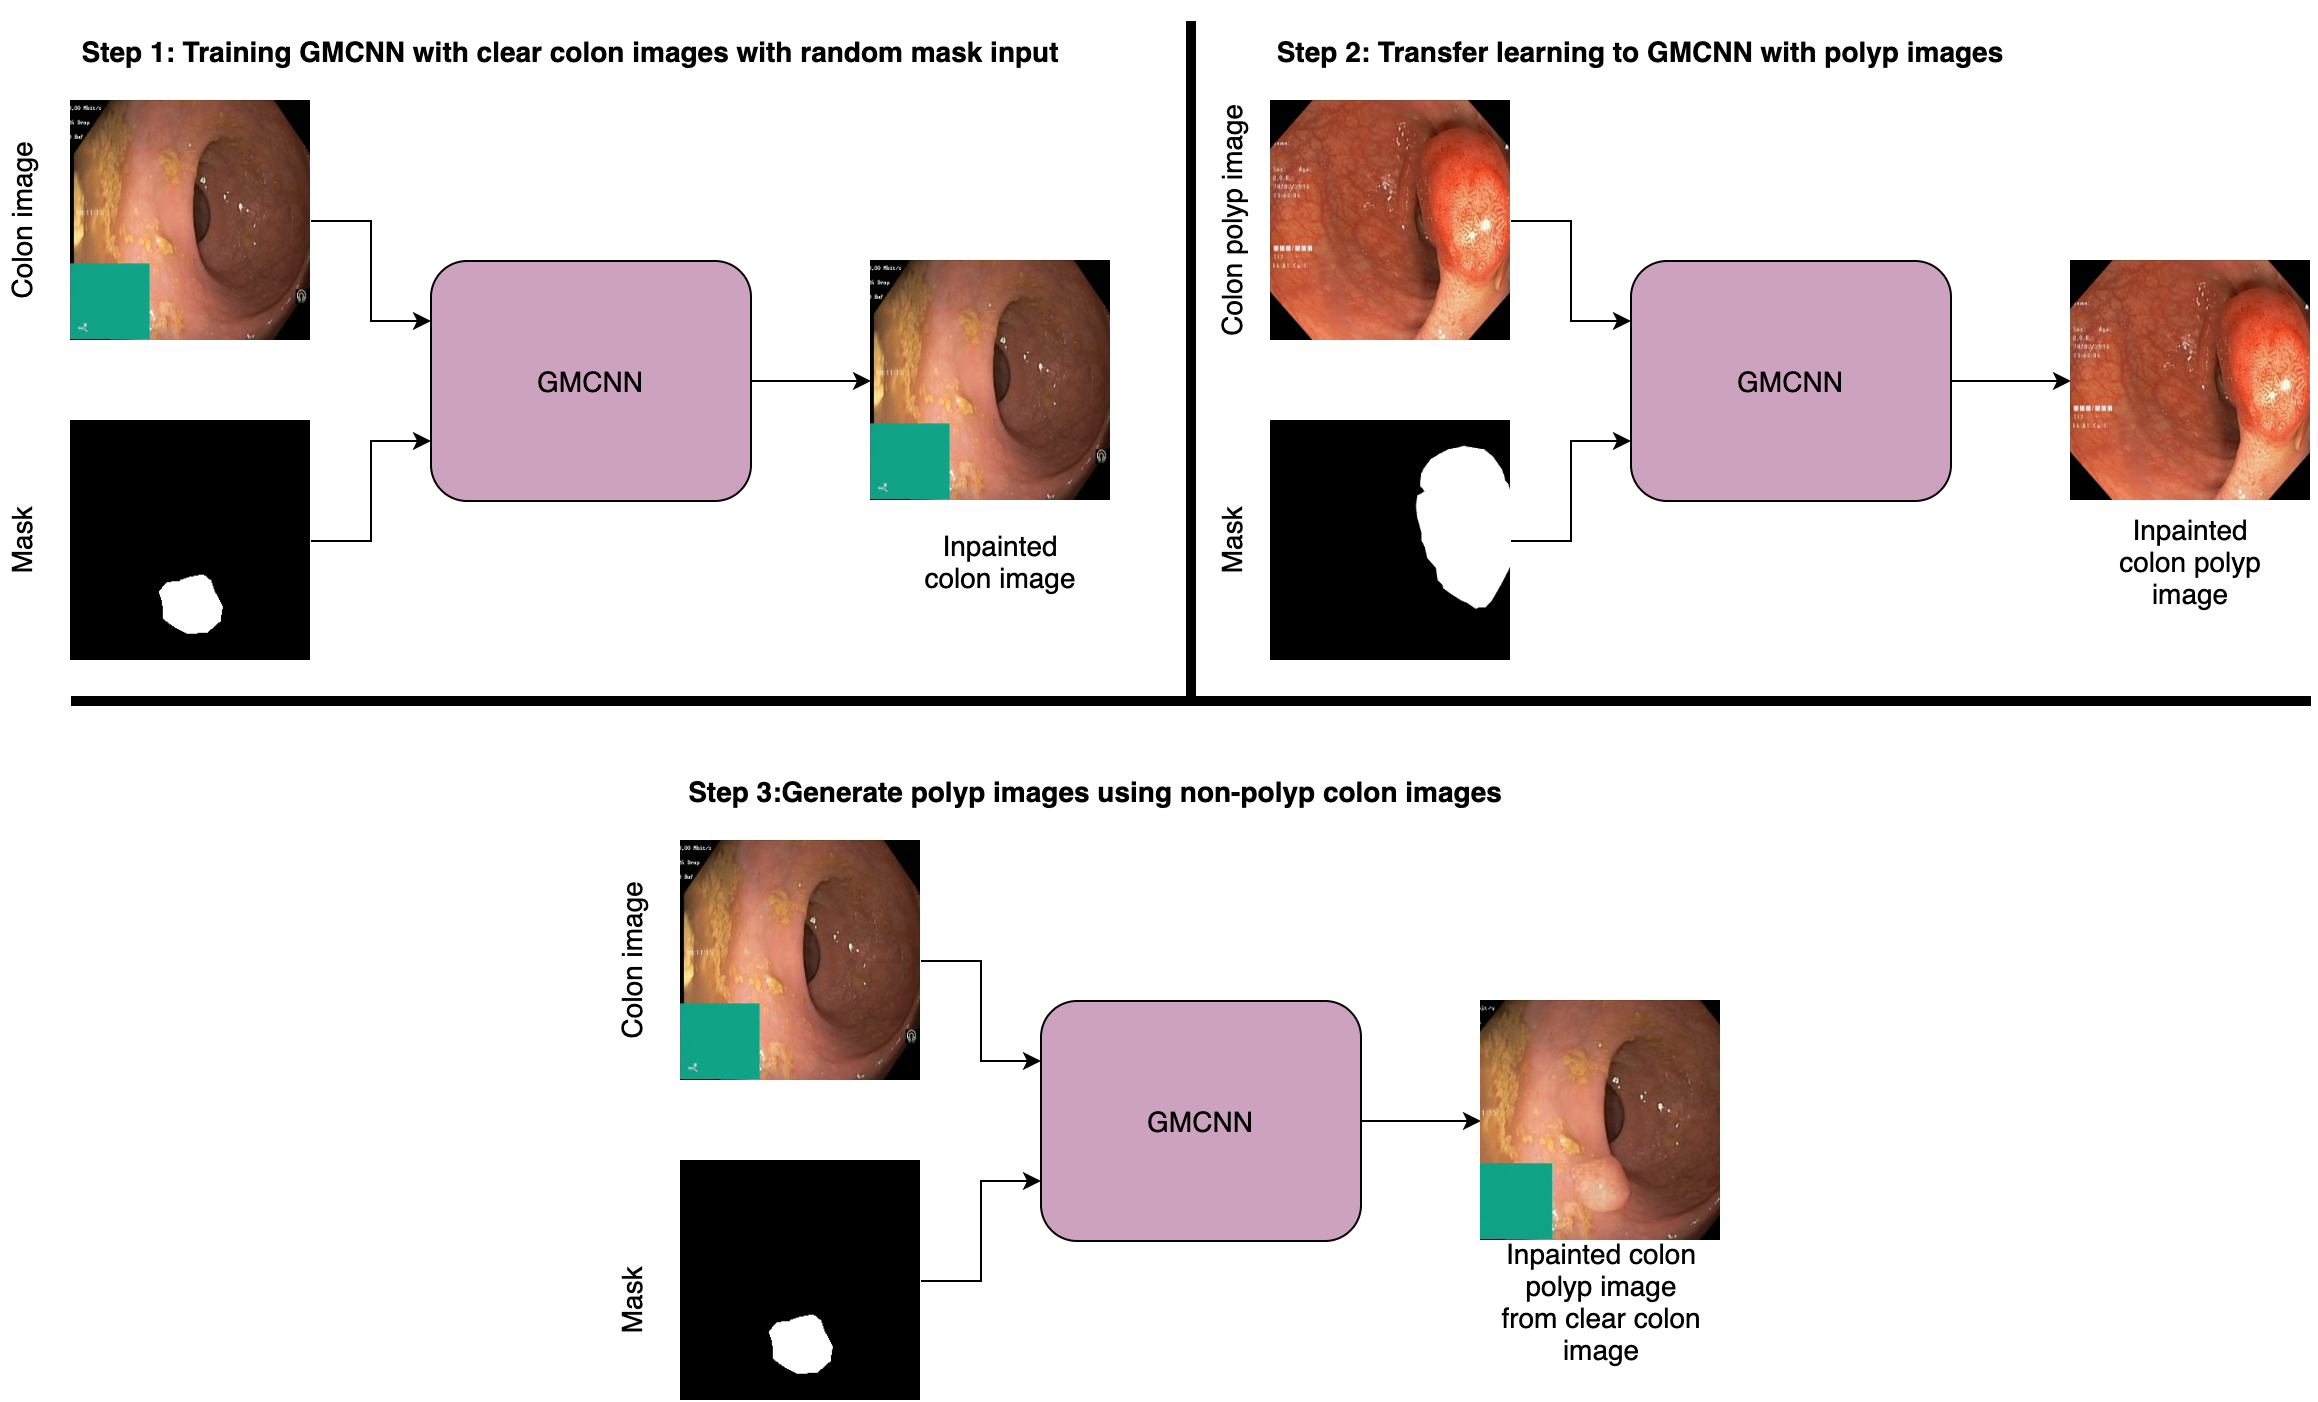 Step 1: Training GMCNN with clear colon images with random mask input
Colon image
Mask
GMCNN
Inpainted
colon image
Step 2: Transfer learning to GMCNN with polyp images
Colon polyp image
Mask
GMCNN
Inpainted
colon polyp
image
Step 3:Generate polyp images using non-polyp colon images
Colon image
Mask
GMCNN
Inpainted colon
polyp image
from clear colon
image